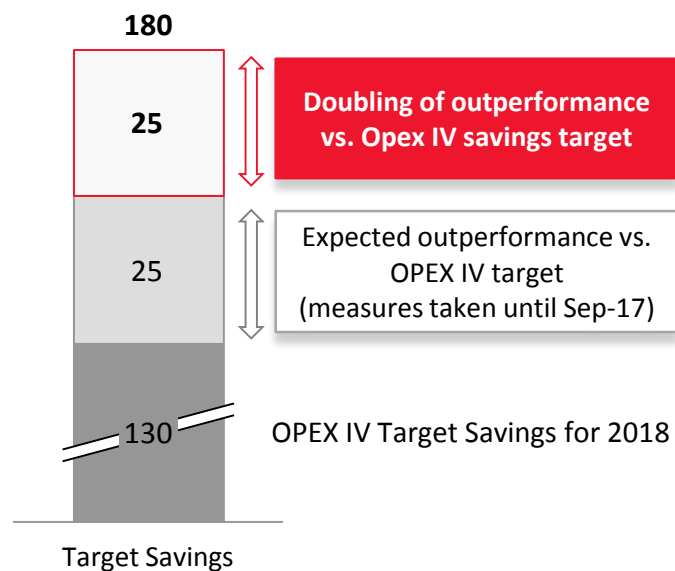 180
25
Doubling of outperformance
vs. Opex IV savings target
25
Expected outperformance vs.
OPEX IV target
(measures taken until Sep-17)
130
OPEX IV Target Savings for 2018
Target Savings